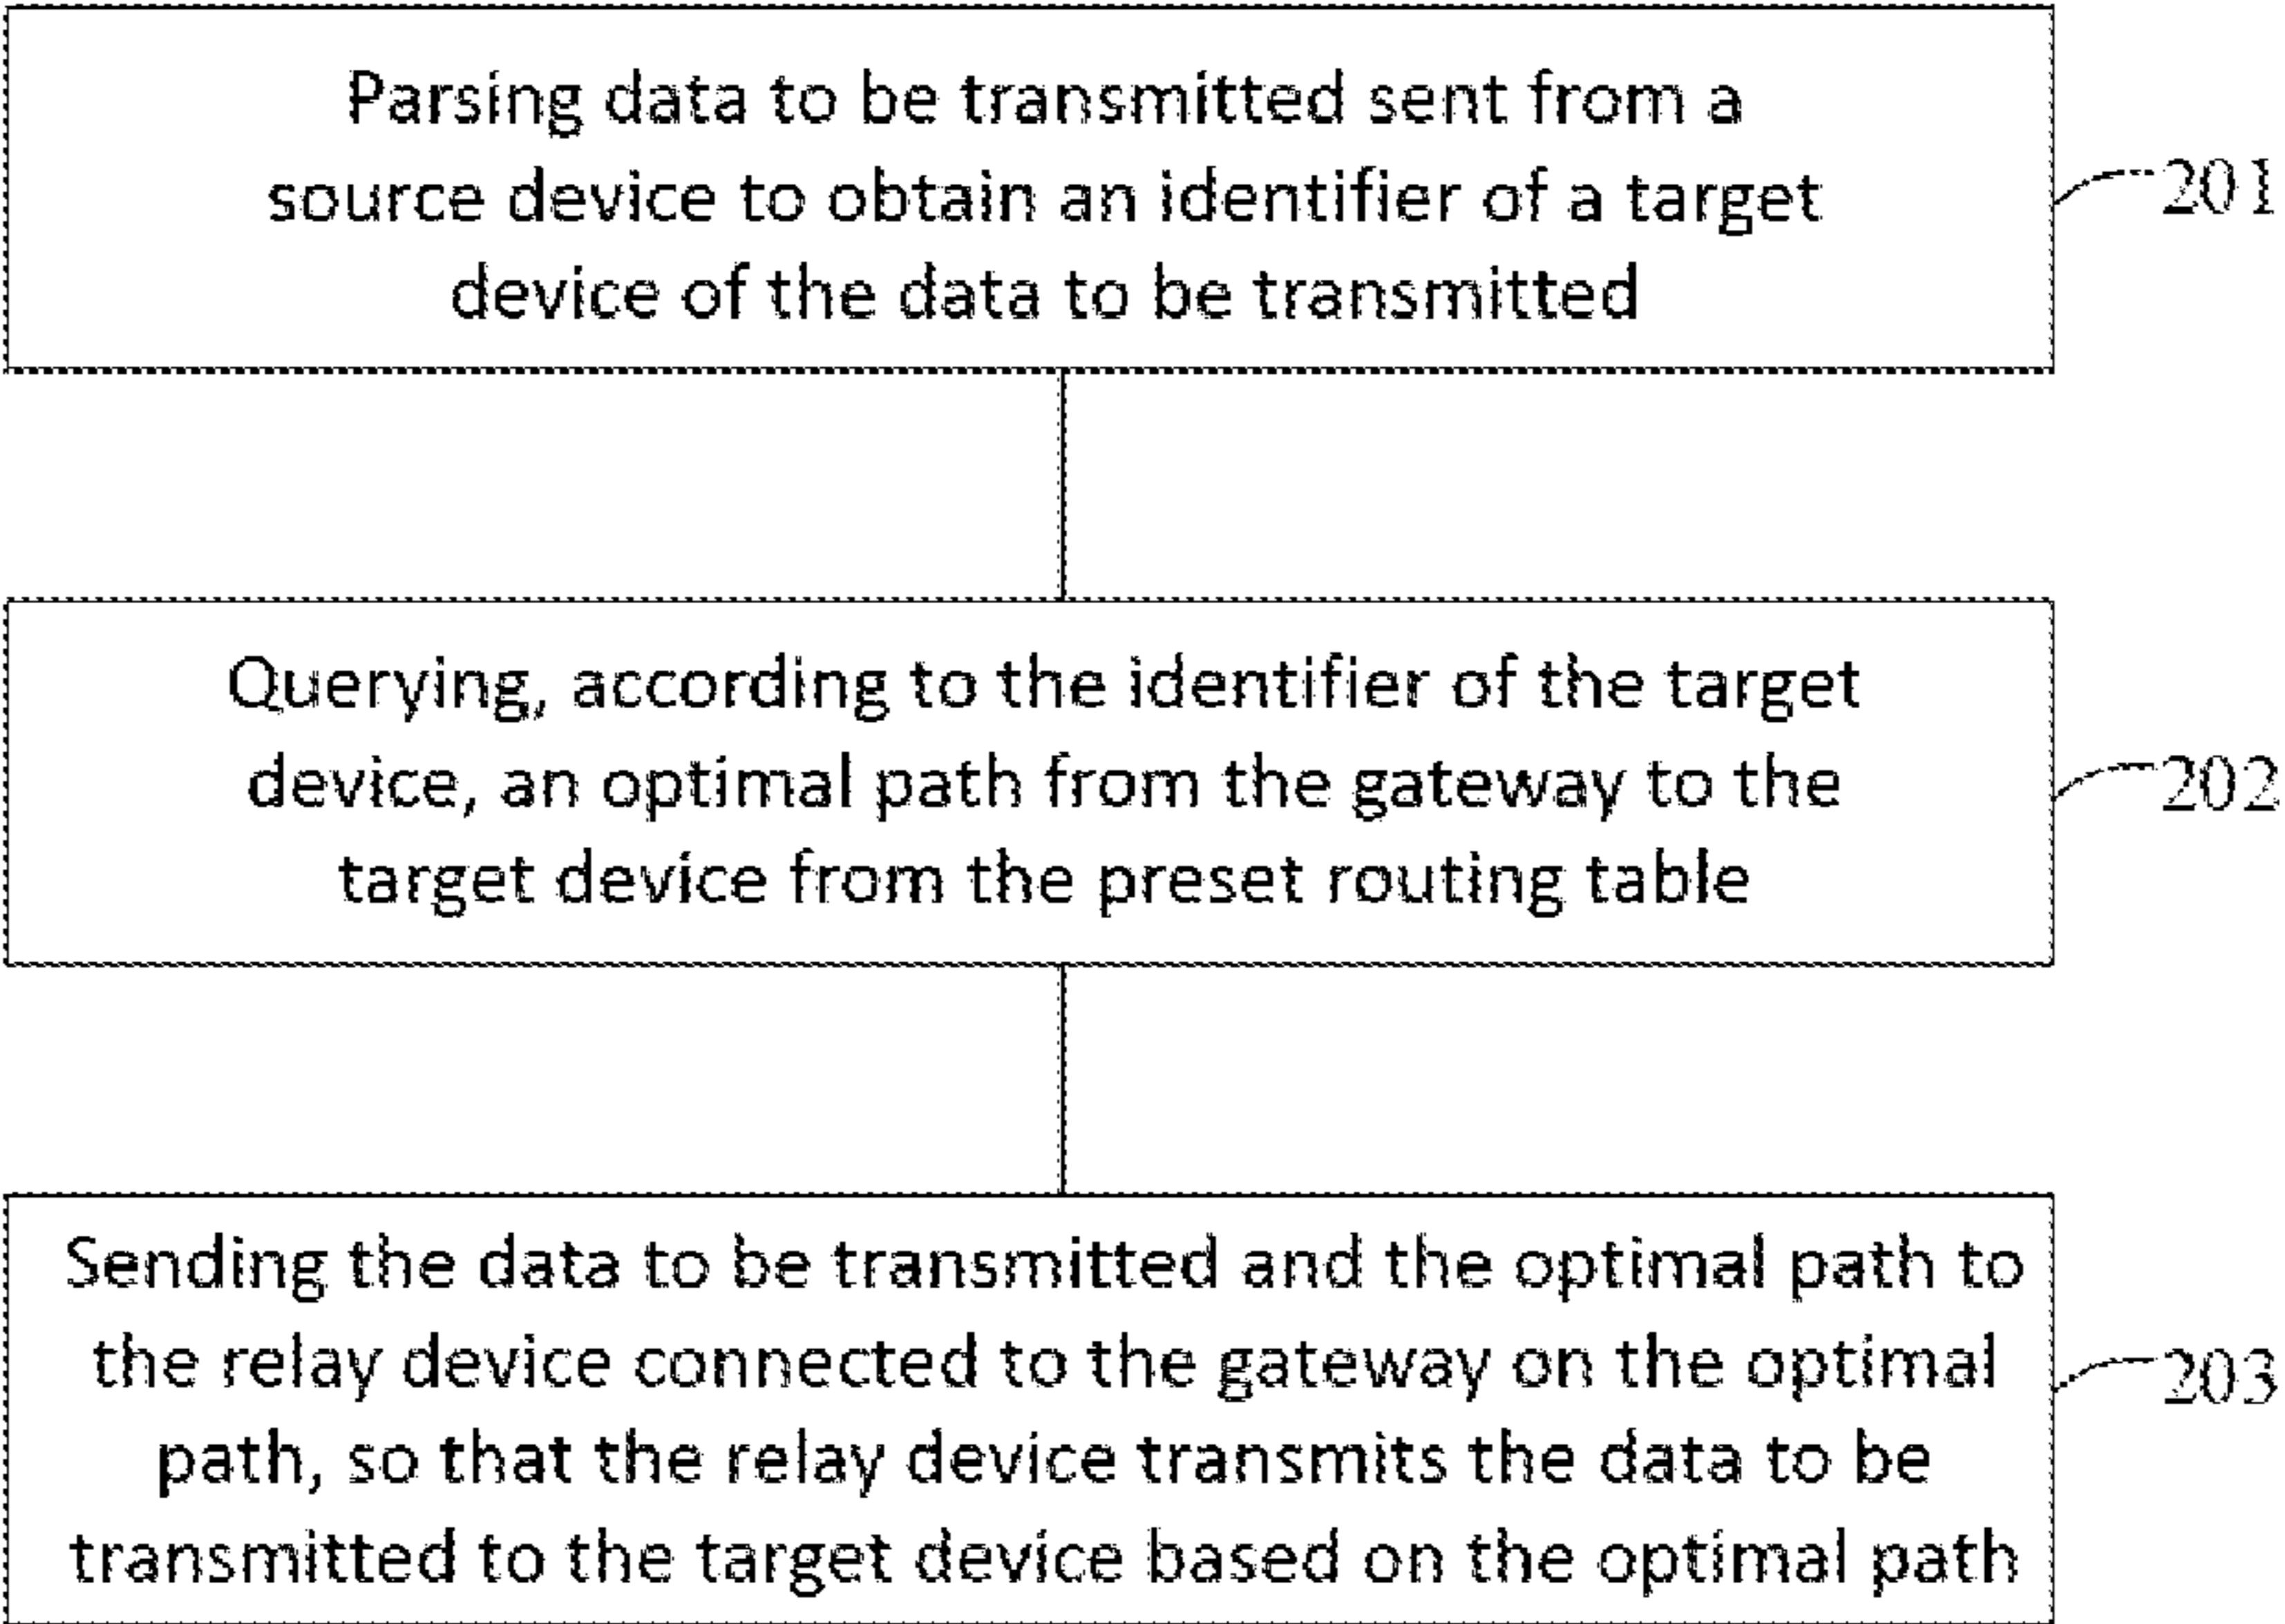 Parsing data to be transmitted sent from a
source device to obtain an identifier of a target
device of the data to be transmitted
201
Querying, according to the identifier of the target
device, an optimal path from the gateway to the
target device from the preset routing table
202
Sending the data to be transmitted and the optimal path to
the relay device connected to the gateway on the optimal
path, so that the relay device transmits the data to be
transmitted to the target device based on the optimal path
203